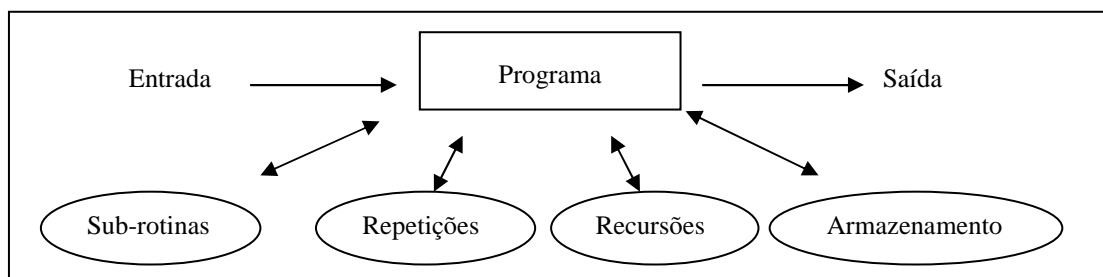 Entrada Programa Saída
Sub-rotinas Repetições Recursões Armazenamento